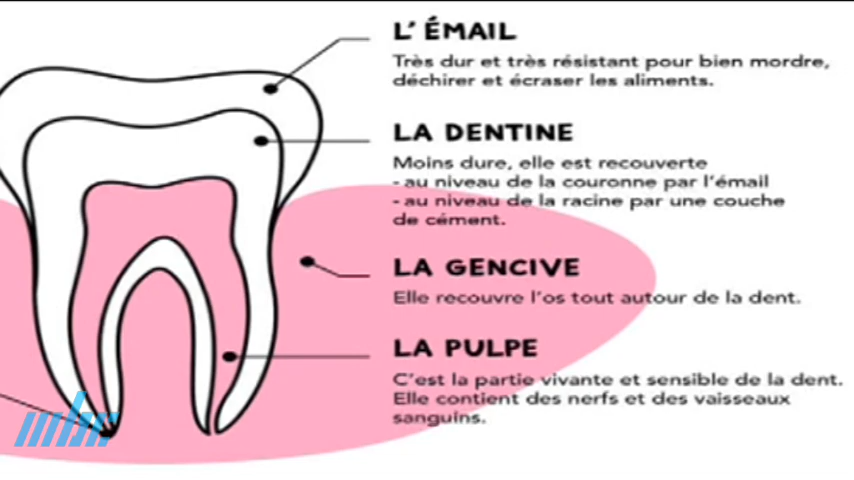 L'ÉMAIL
Très dur et très résistant pour bien mordre,
déchirer et écraser les aliments.
LA DENTINE
Moins dure, elle est recouverte
- au niveau de la couronne par l'émail
- au niveau de la racine par une couche
de cément.
LA GENCIVE
Elle recouvre l'os tout autour de la dent.
LA PULPE
C'est la partie vivante et sensible de la dent.
Elle contient des nerfs et des vaisseaux
sanguins.
mbc